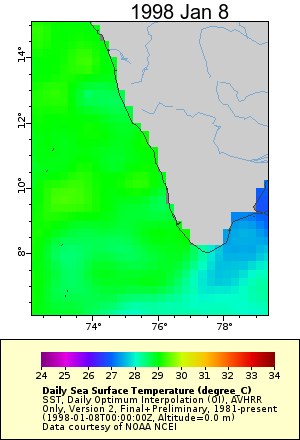 1998 Jan 8
14°
12°
10°
8°
74° 76° 78°
24 25 26 27 28 29 30 31 32 33 34
Daily Sea Surface Temperature (degree_C)
SST, Daily Optimum Interpolation (OI), AVHRR
Only, Version 2, Final+Preliminary, 1981-present
(1998-01-08T00:00:00Z, Altitude=0.0 m)
Data courtesy of NOAA NCEI